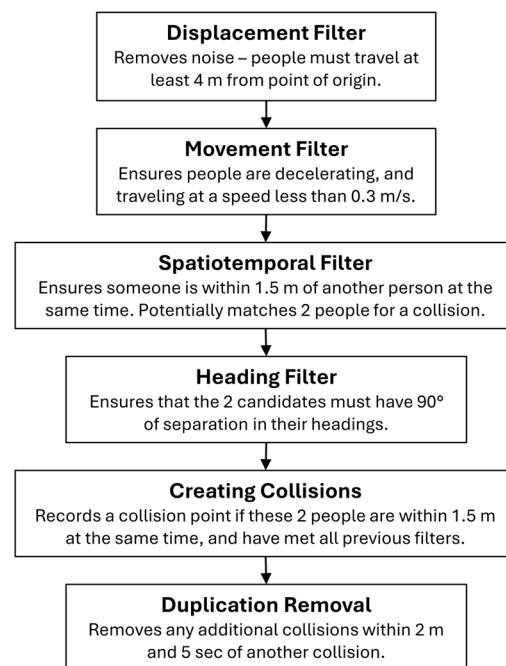 Displacement Filter
Removes noise – people must travel at
least 4 m from point of origin.
Movement Filter
Ensures people are decelerating, and
traveling at a speed less than 0.3 m/s.
Spatiotemporal Filter
Ensures someone is within 1.5 m of another person at the
same time. Potentially matches 2 people for a collision.
Heading Filter
Ensures that the 2 candidates must have 90°
of separation in their headings.
Creating Collisions
Records a collision point if these 2 people are within 1.5 m
at the same time, and have met all previous filters.
Duplication Removal
Removes any additional collisions within 2 m
and 5 sec of another collision.